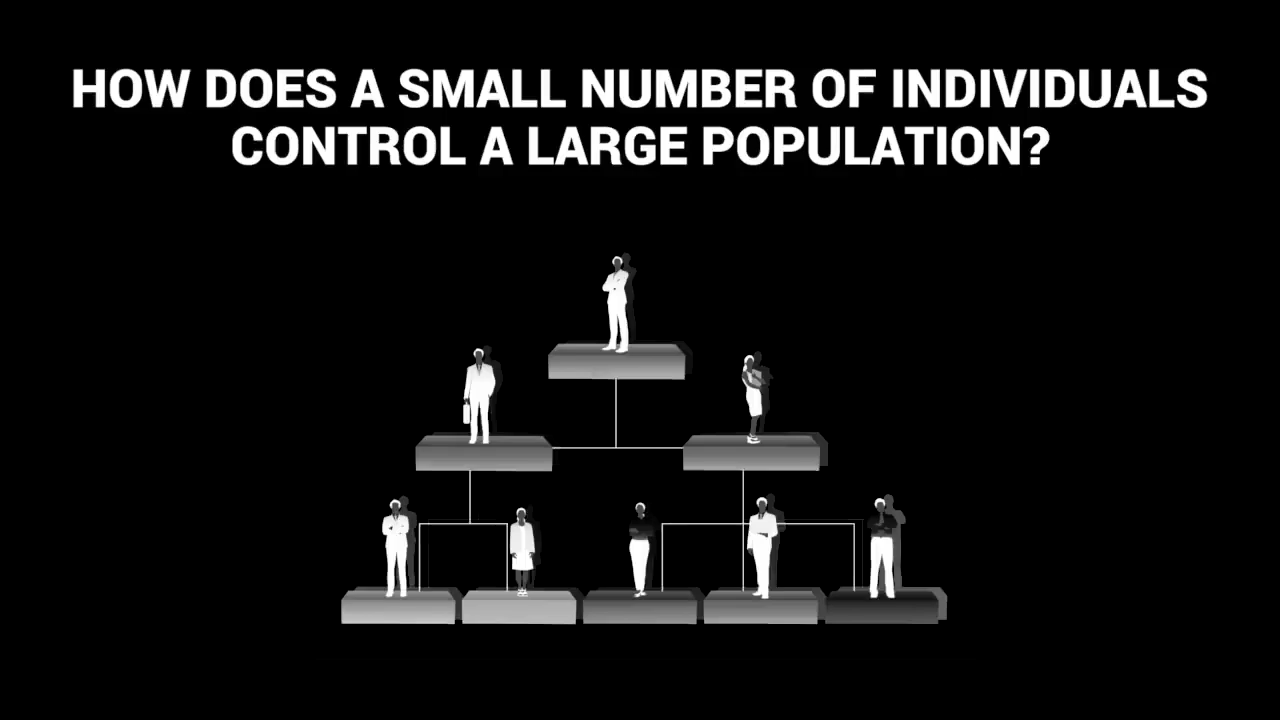 HOW DOES A SMALL NUMBER OF INDIVIDUALS
CONTROL A LARGE POPULATION?